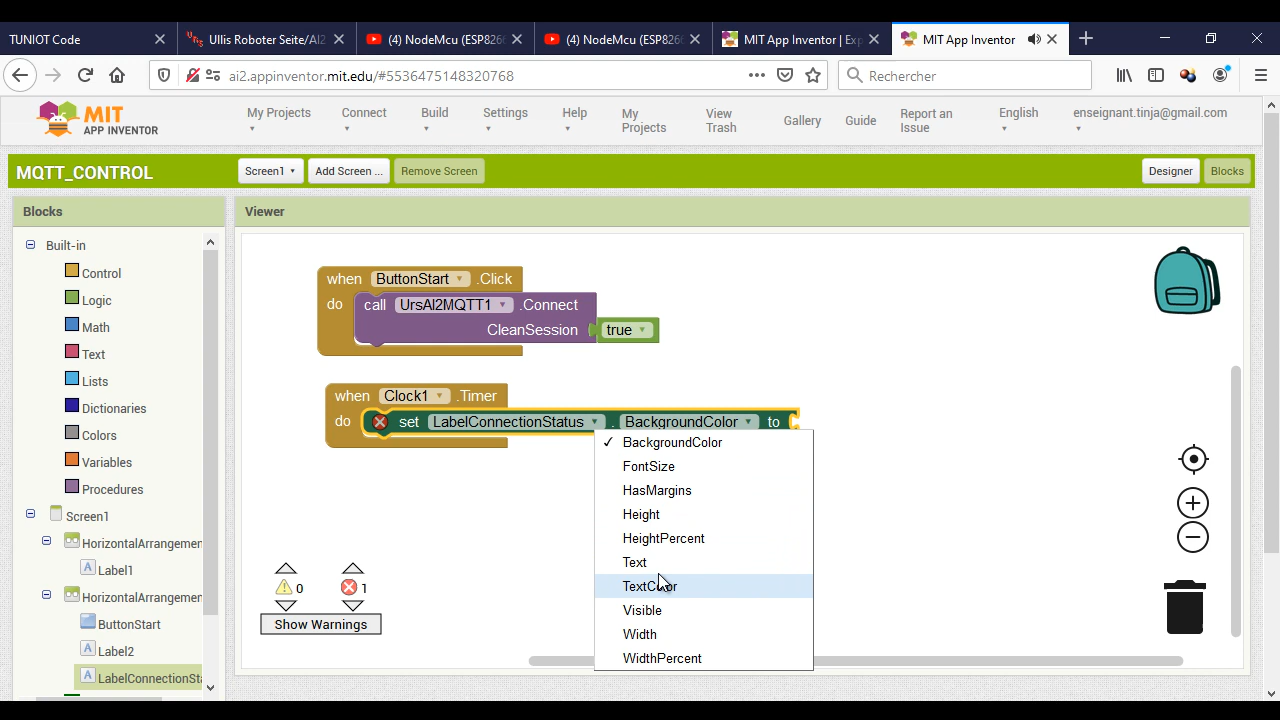 TUNIOT Code
Ullis Roboter Seite/AI2
(4) NodeMcu (ESP826
(4) NodeMcu (ESP826
MIT App Inventor | Exp
MIT App Inventor
ai2.appinventor.mit.edu/#5536475148320768
Rechercher
MIT
APP INVENTOR
My Projects
Connect
Build
Settings
Help
My Projects
View Trash
Gallery
Guide
Report an Issue
English
enseignant.tinja@gmail.com
MQTT_CONTROL
Screen1
Add Screen ...
Remove Screen
Designer
Blocks
Blocks
Viewer
Built-in
Control
Logic
Math
Text
Lists
Dictionaries
Colors
Variables
Procedures
Screen1
HorizontalArrangemen
Label1
HorizontalArrangemen
ButtonStart
Label2
LabelConnectionSta
when ButtonStart .Click
do call UrsAI2MQTT1 .Connect
CleanSession true
when Clock1 .Timer
do set LabelConnectionStatus . BackgroundColor to
BackgroundColor
FontSize
HasMargins
Height
HeightPercent
Text
TextColor
Visible
Width
WidthPercent
0
1
Show Warnings